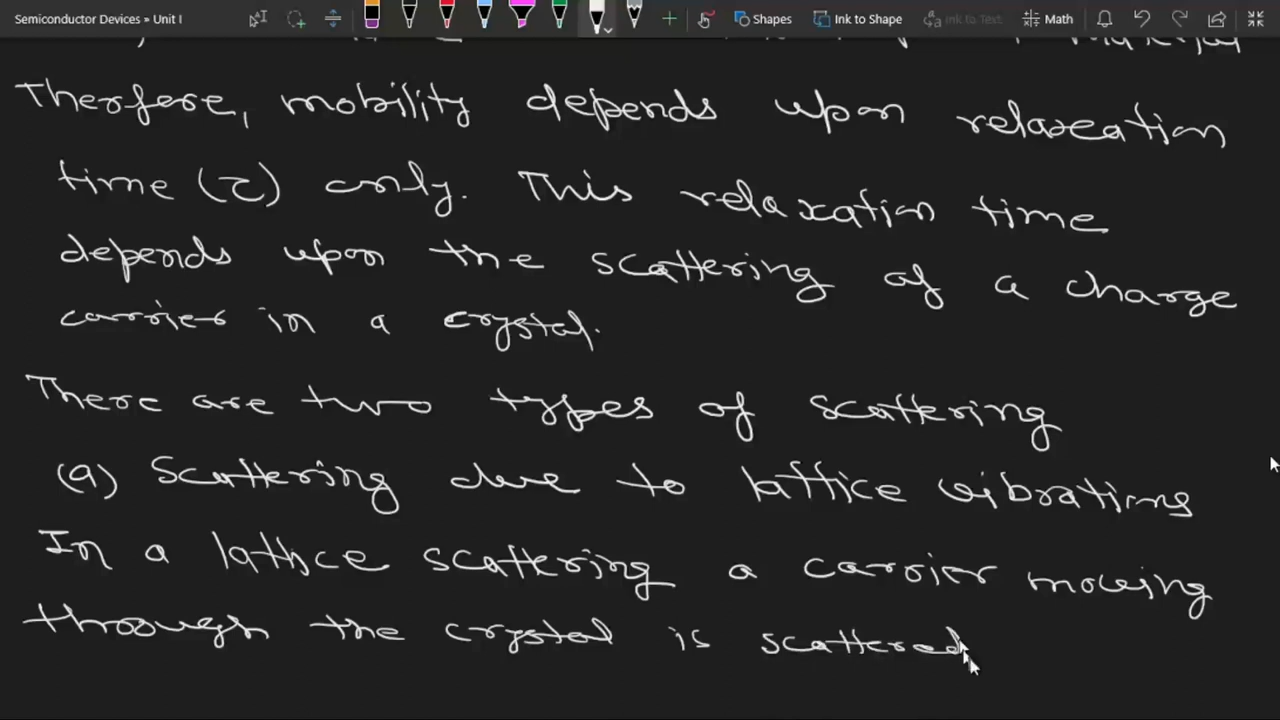 Semiconductor Devices » Unit I
Shapes
Ink to Shape
Ink to Text
Math
Therefore, mobility depends upon relaxation
time (τ) only. This relaxation time
depends upon the scattering of a charge
carrier in a crystal.
There are two types of scattering
(a) Scattering due to lattice vibrations
In a lattice scattering a carrier moving
through the crystal is scattered